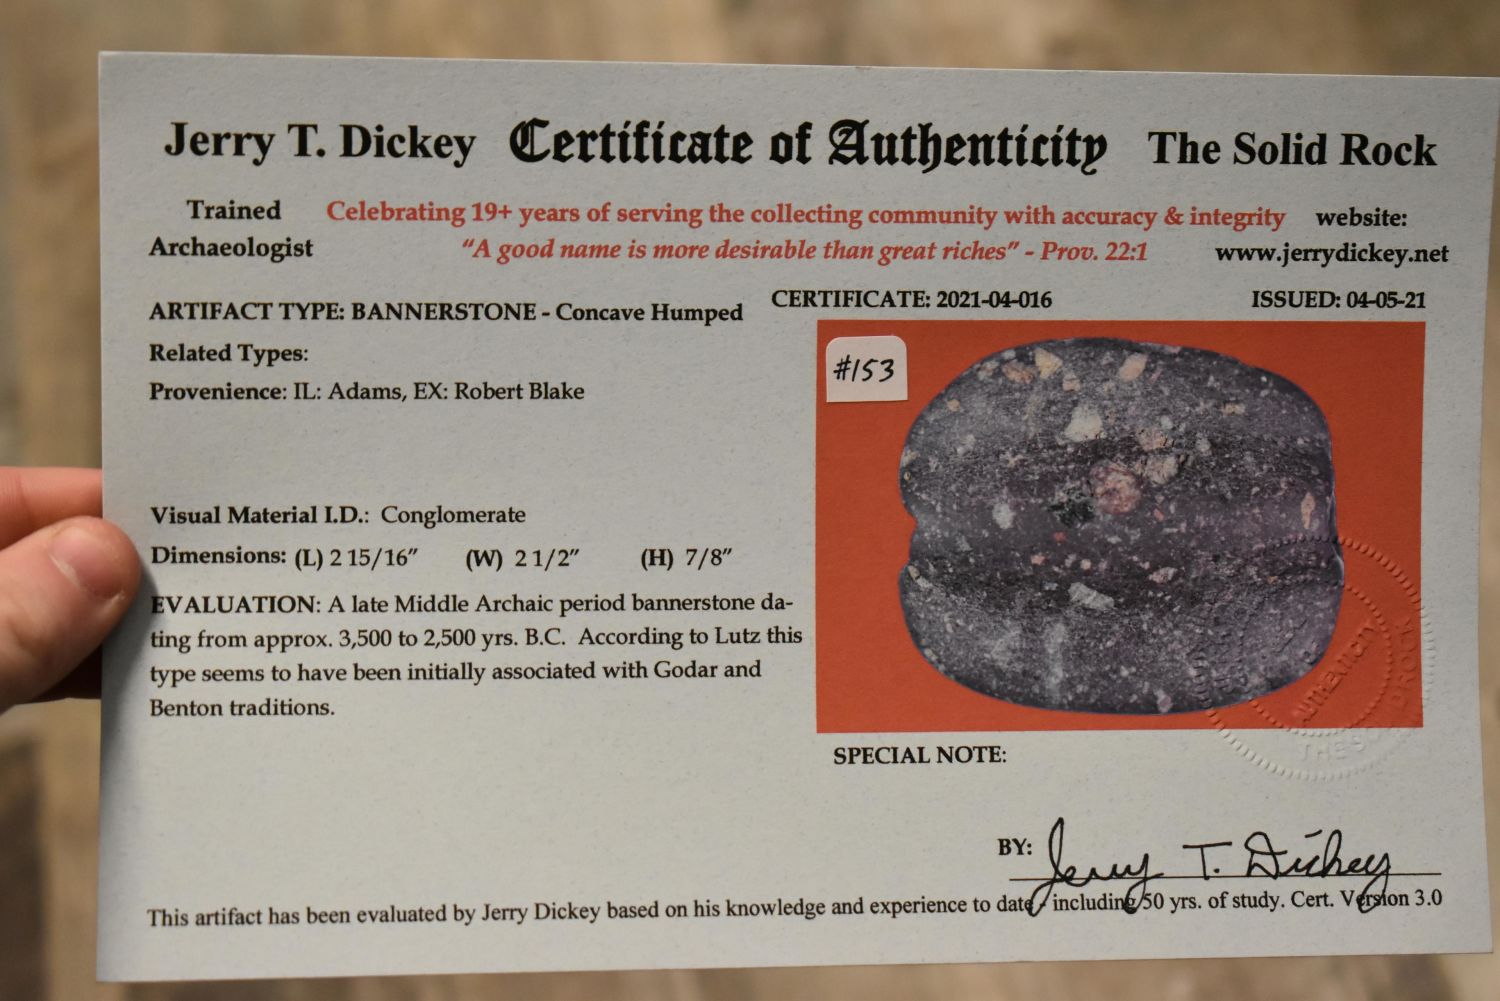 Jerry T. Dickey Certificate of Authenticity The Solid Rock
Trained Archaeologist
Celebrating 19+ years of serving the collecting community with accuracy & integrity
"A good name is more desirable than great riches" - Prov. 22:1
website:
www.jerrydickey.net
ARTIFACT TYPE: BANNERSTONE - Concave Humped
CERTIFICATE: 2021-04-016
ISSUED: 04-05-21
Related Types:
Provenience: IL: Adams, EX: Robert Blake
#153
Visual Material I.D.: Conglomerate
Dimensions: (L) 2 15/16" (W) 2 1/2" (H) 7/8"
EVALUATION: A late Middle Archaic period bannerstone da-
ting from approx. 3,500 to 2,500 yrs. B.C. According to Lutz this
type seems to have been initially associated with Godar and
Benton traditions.
AUTHENTICITY
THE SO
ROCK
SPECIAL NOTE:
BY: Jerry T. Dickey
This artifact has been evaluated by Jerry Dickey based on his knowledge and experience to date - including 50 yrs. of study. Cert. Version 3.0